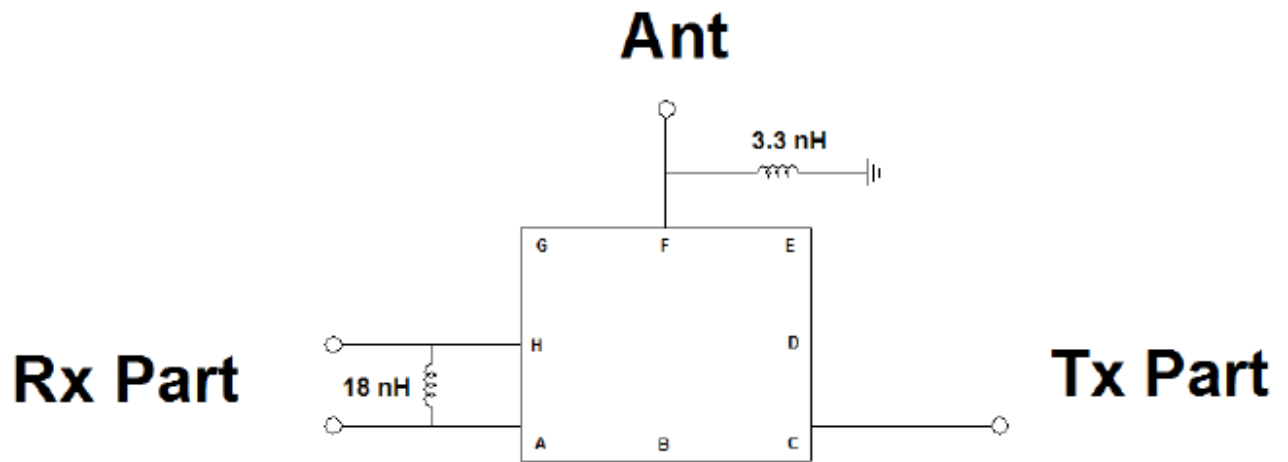 Ant
3.3 nH
G F E
H D
Rx Part
18 nH
Tx Part
A B C